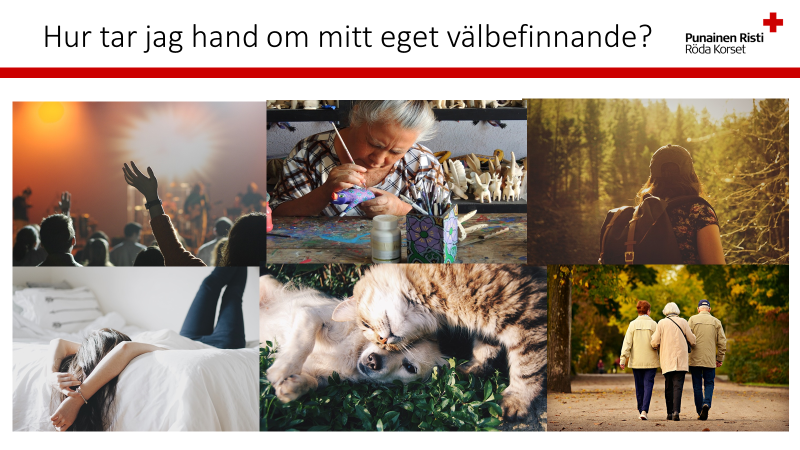 Hur tar jag hand om mitt eget välbefinnande?
Punainen Risti
Röda Korset